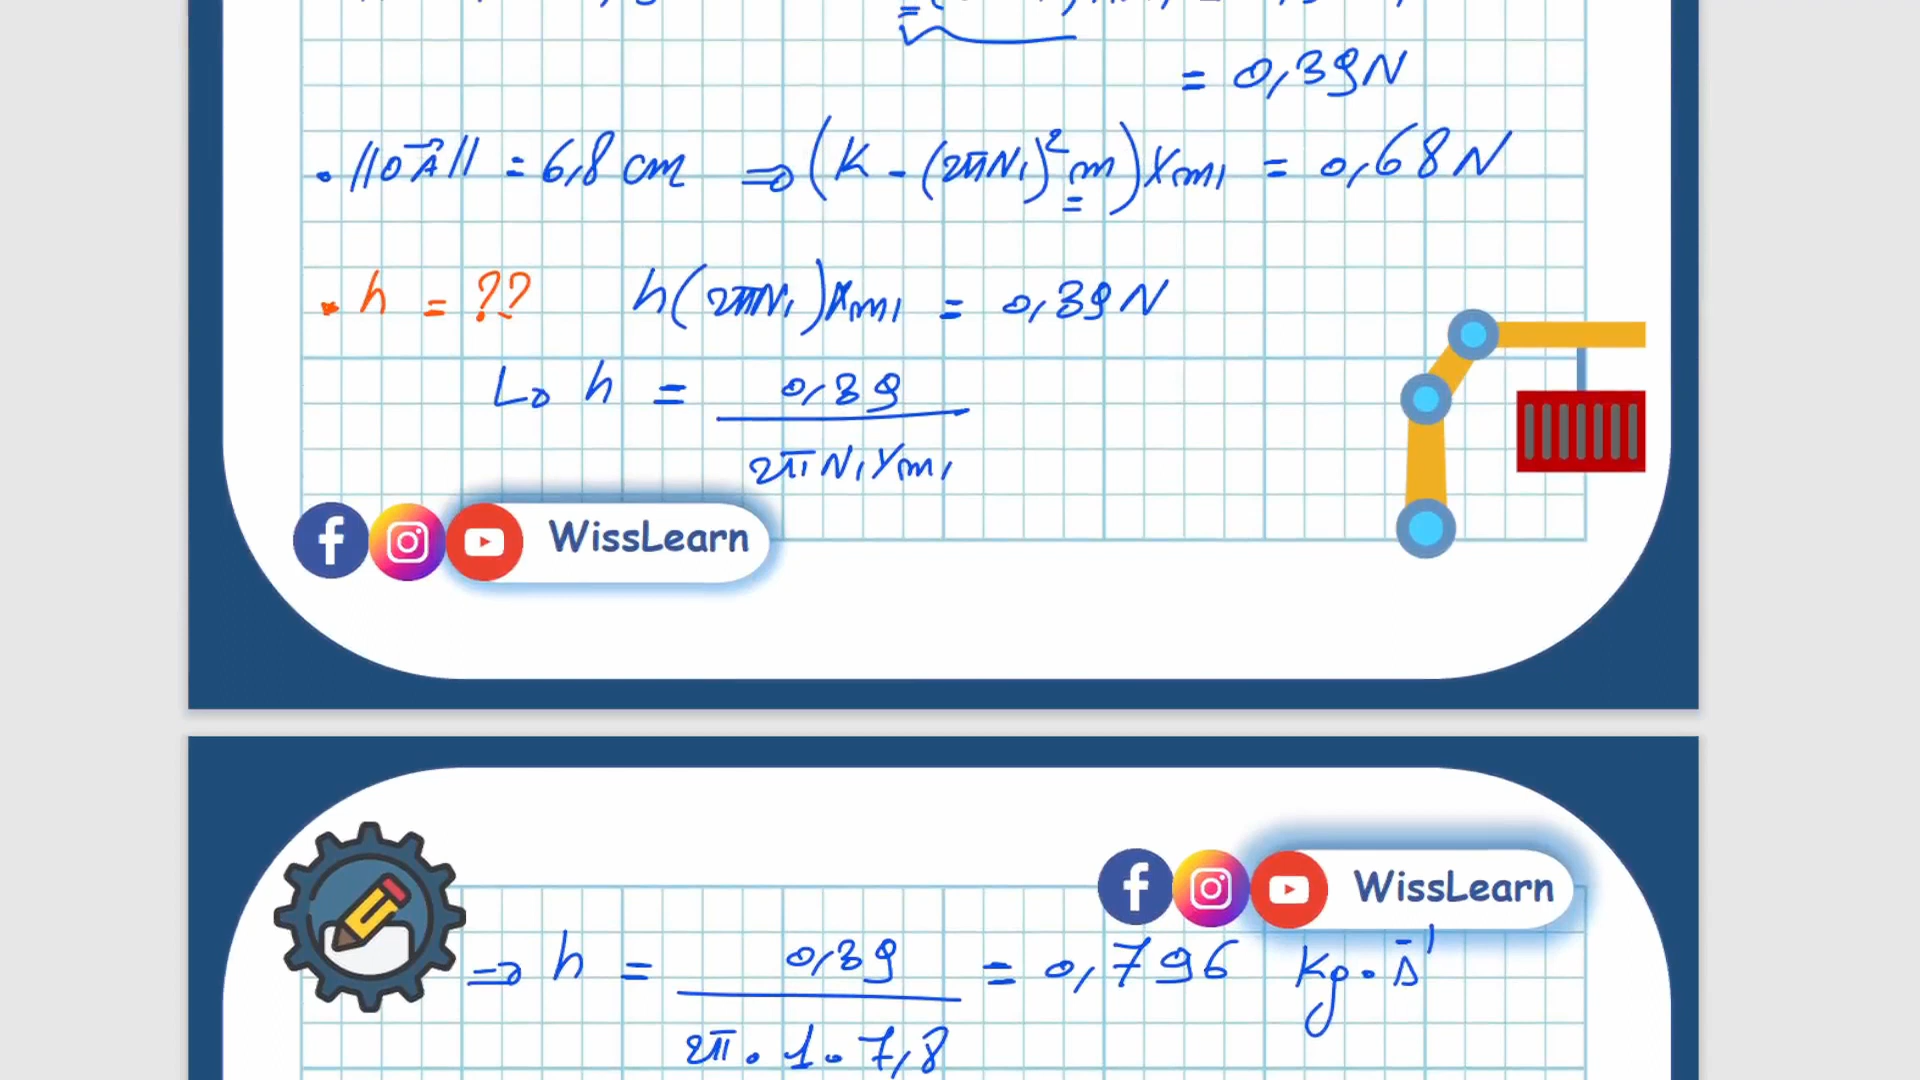 = 0,39N
• ||OA⃗|| = 6,8 cm ⇒ (K - (2πN₁)²m)Xm₁ = 0,68N
• h = ?? h(2πN₁)Xm₁ = 0,39N
↳ h = 0,39
2πN₁Xm₁
WissLearn
WissLearn
⇒ h = 0,39 = 0,796 Kg.s⁻¹
2π . 1 . 7,8